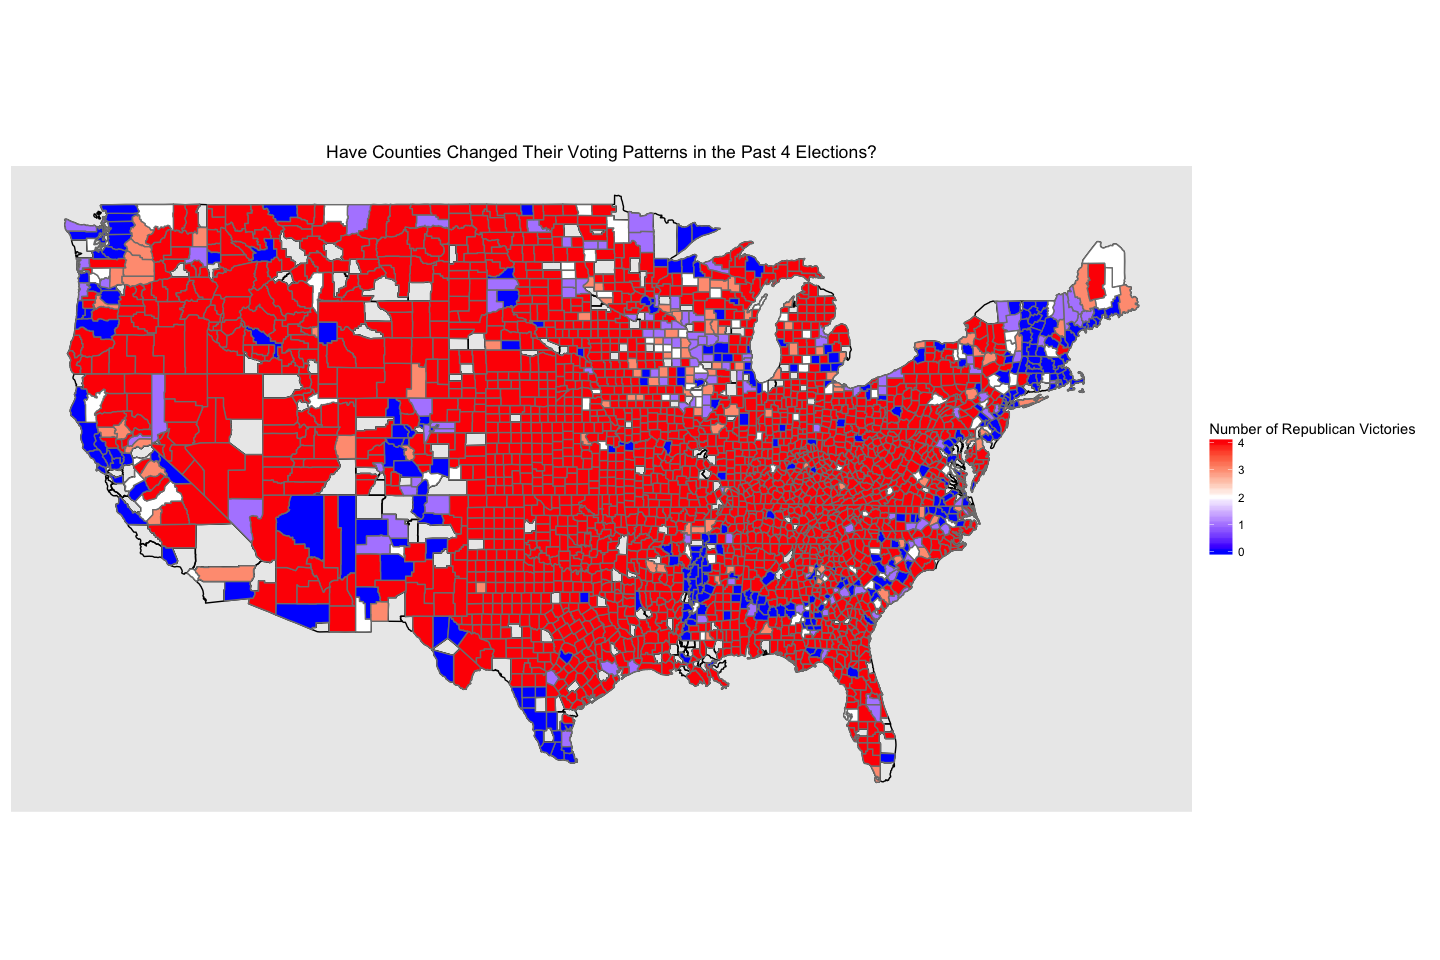 Have Counties Changed Their Voting Patterns in the Past 4 Elections?
Number of Republican Victories
4
3
2
1
0